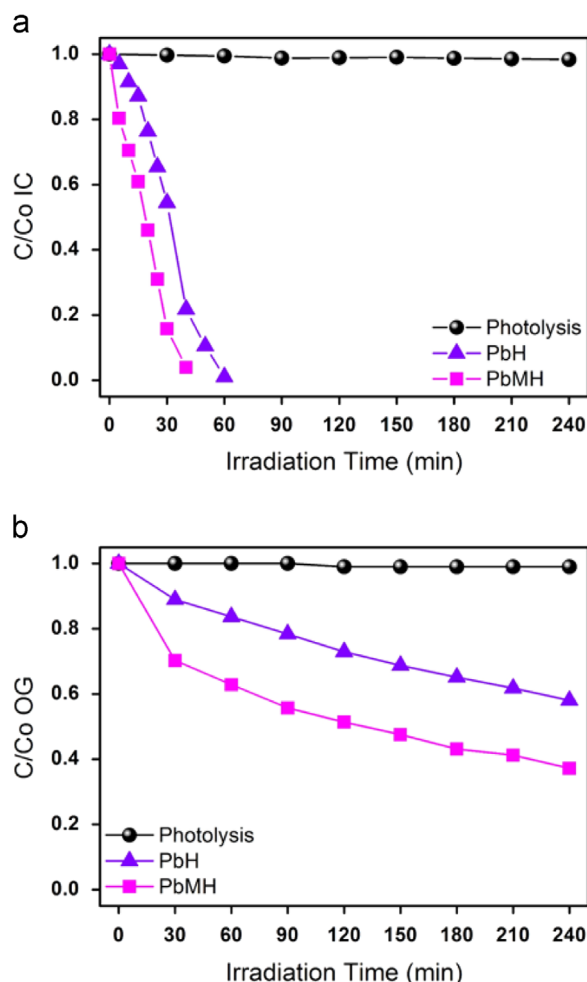 a
1.0
0.8
0.6
0.4
0.2
0.0
C/Co IC
Photolysis
PbH
PbMH
0 30 60 90 120 150 180 210 240
Irradiation Time (min)
b
1.0
0.8
0.6
0.4
0.2
0.0
C/Co OG
Photolysis
PbH
PbMH
0 30 60 90 120 150 180 210 240
Irradiation Time (min)